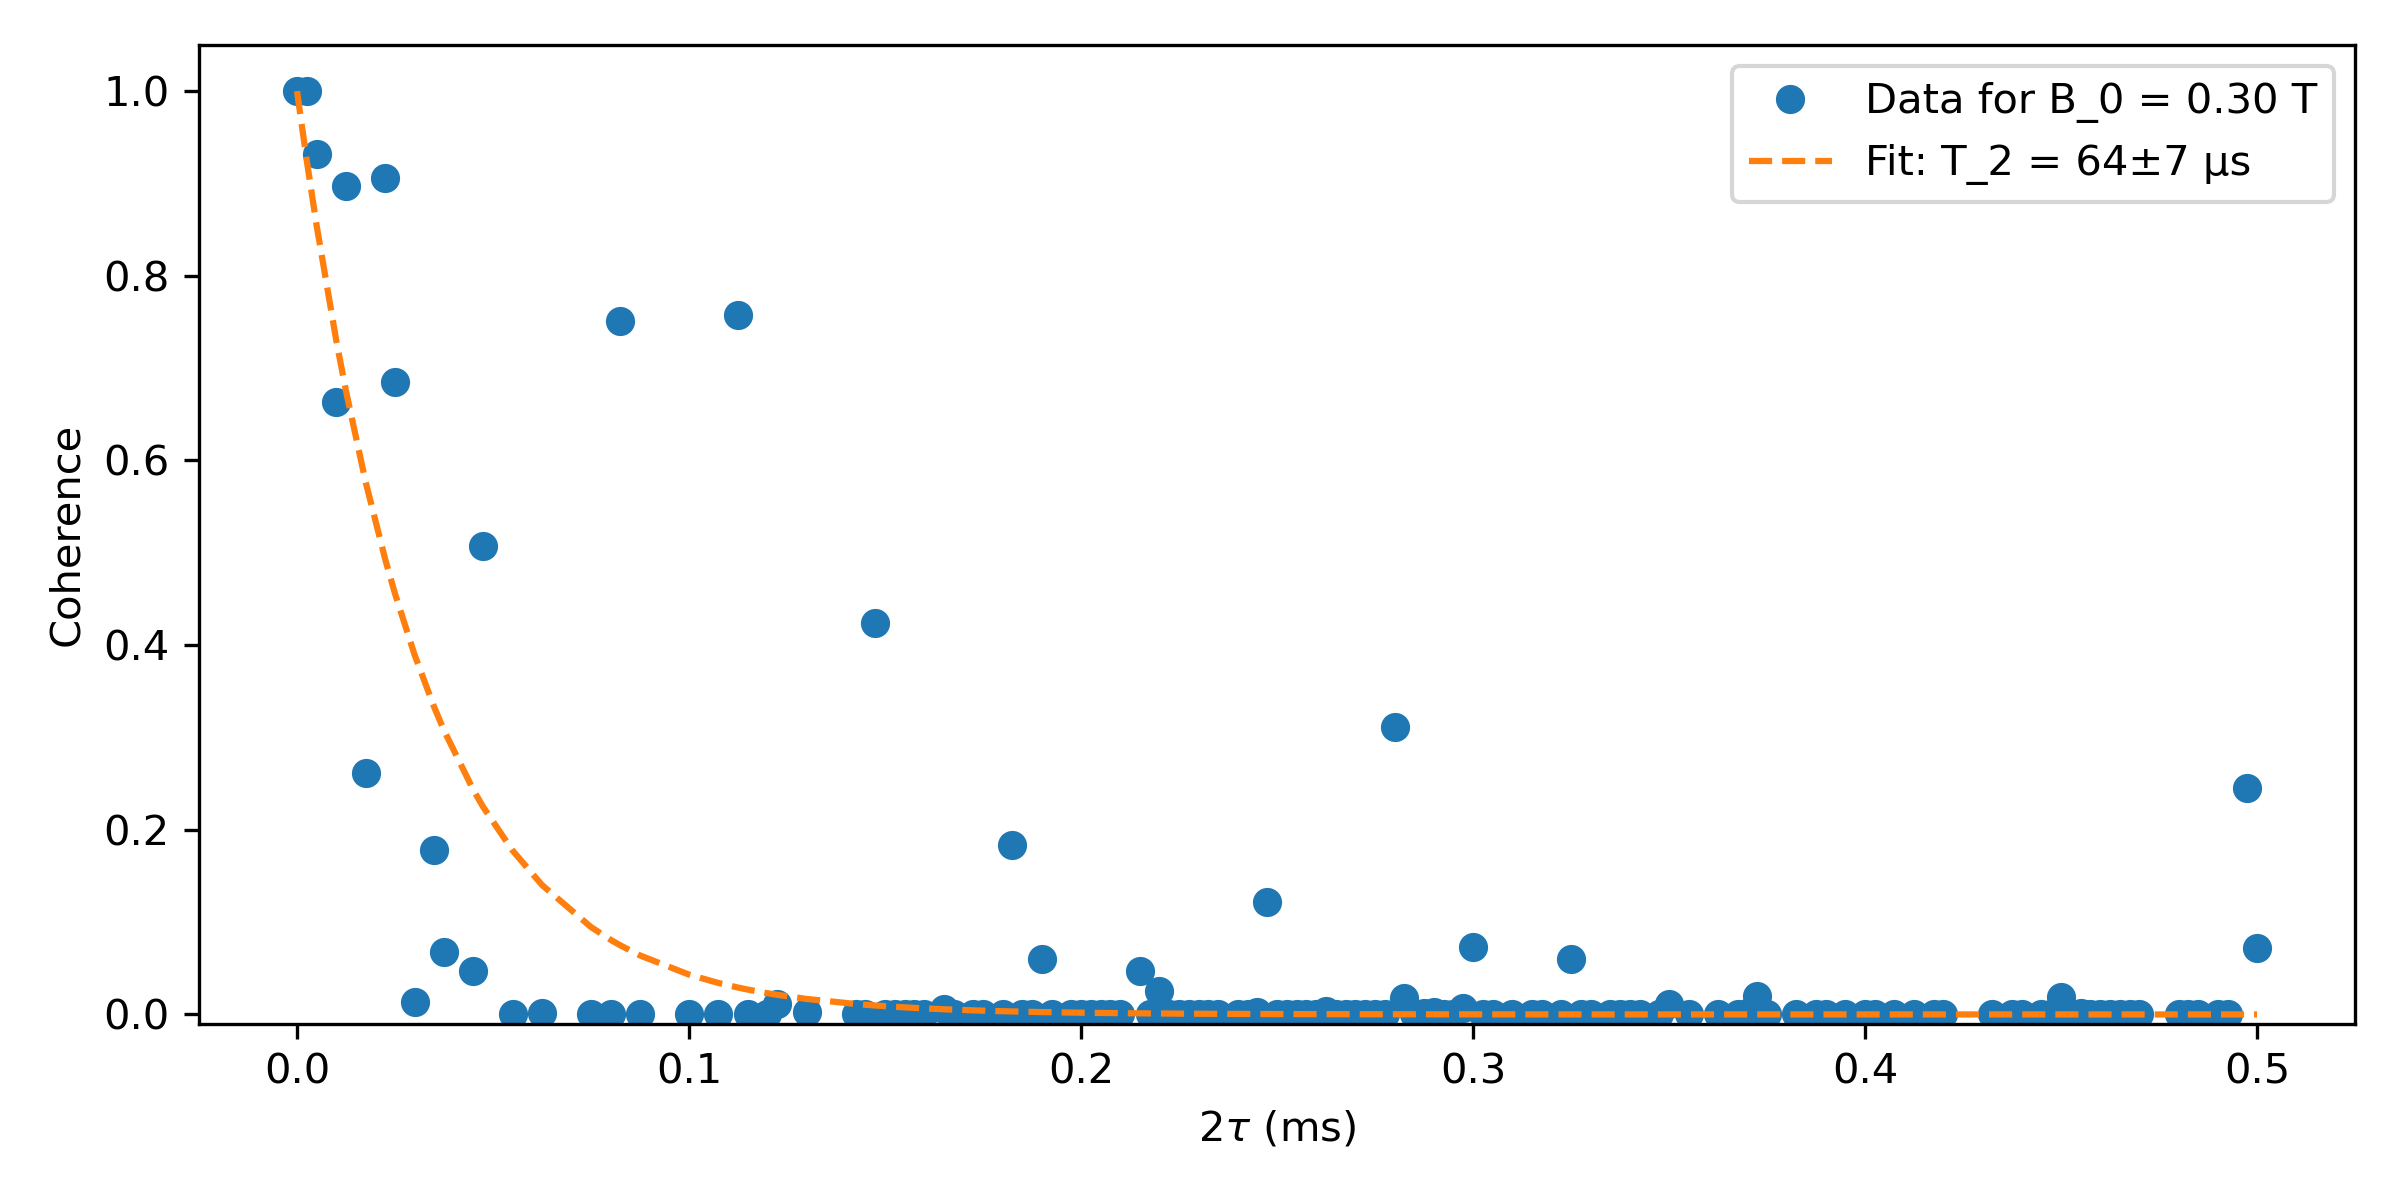 Data for B_0 = 0.30 T
Fit: T_2 = 64±7 μs
1.0
0.8
0.6
0.4
0.2
0.0
Coherence
0.0 0.1 0.2 0.3 0.4 0.5
2τ (ms)